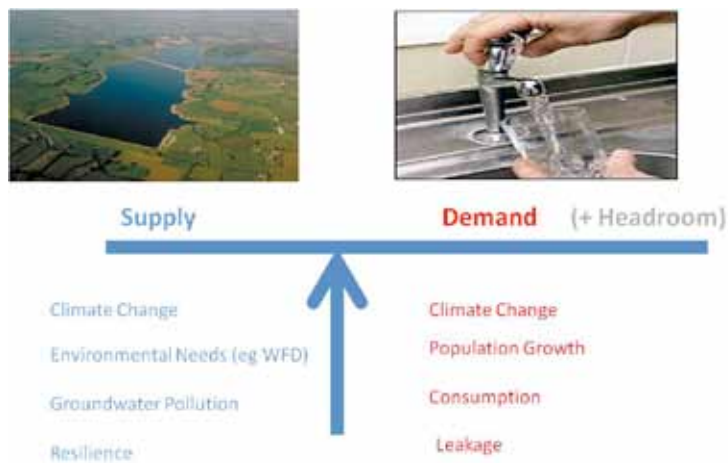 Supply
Demand (+ Headroom)
Climate Change
Environmental Needs (eg WFD)
Groundwater Pollution
Resilience
Climate Change
Population Growth
Consumption
Leakage